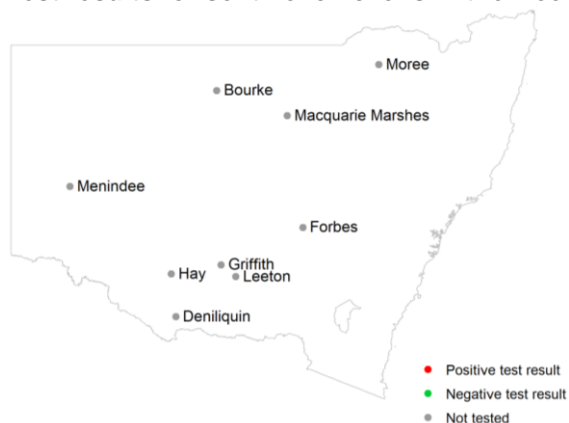 Moree
Bourke
Macquarie Marshes
Menindee
Forbes
Griffith
Hay
Leeton
Deniliquin
Positive test result
Negative test result
Not tested